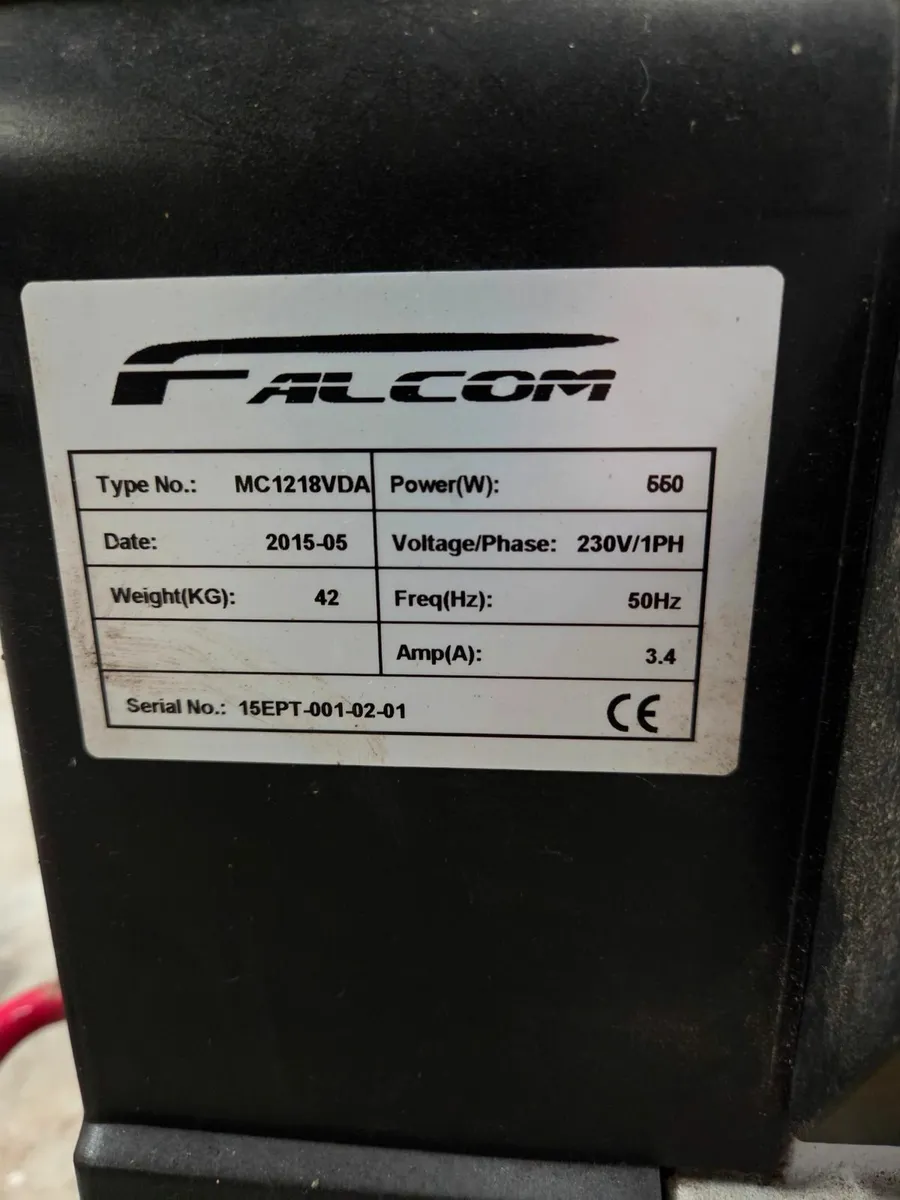 FALCOM
Type No.: MC1218VDA Power(W): 550
Date: 2015-05 Voltage/Phase: 230V/1PH
Weight(KG): 42 Freq(Hz): 50Hz
Amp(A): 3.4
Serial No.: 15EPT-001-02-01 CE